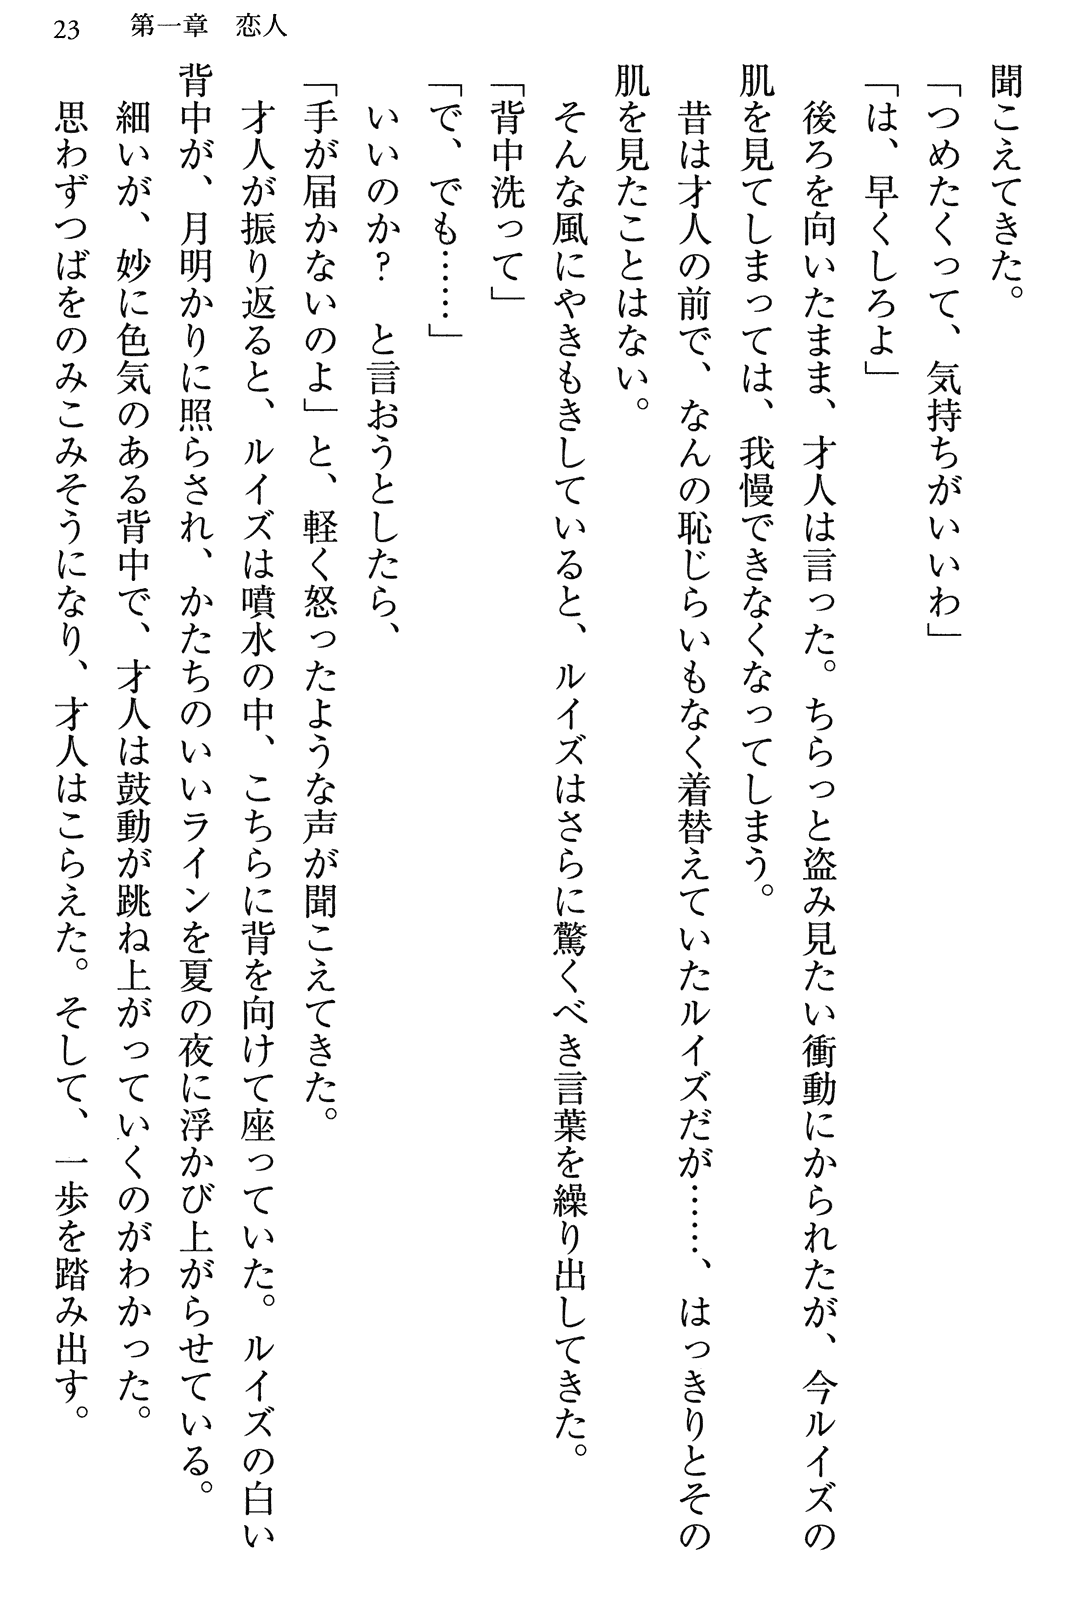 23 第一章 恋人
聞こえてきた。
「つめたくって、気持ちがいいわ」
「は、早くしろよ」
後ろを向いたまま、才人は言った。ちらっと盗み見たい衝動にかられたが、今ルイズの
肌を見てしまっては、我慢できなくなってしまう。
昔は才人の前で、なんの恥じらいもなく着替えていたルイズだが……、はっきりとその
肌を見たことはない。
そんな風にやきもきしていると、ルイズはさらに驚くべき言葉を繰り出してきた。
「背中洗って」
「で、でも……」
いいのか？　と言おうとしたら、
「手が届かないのよ」と、軽く怒ったような声が聞こえてきた。
才人が振り返ると、ルイズは噴水の中、こちらに背を向けて座っていた。ルイズの白い
背中が、月明かりに照らされ、かたちのいいラインを夏の夜に浮かび上がらせている。
細いが、妙に色気のある背中で、才人は鼓動が跳ね上がっていくのがわかった。
思わずつばをのみこみそうになり、才人はこらえた。そして、一歩を踏み出す。